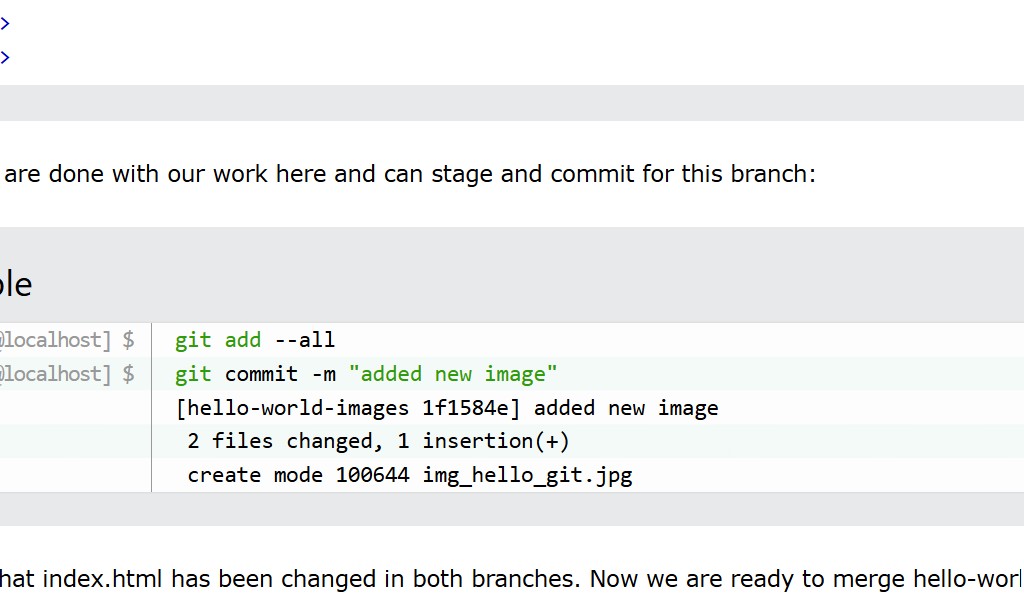 >
>
are done with our work here and can stage and commit for this branch:
ple
@localhost] $ git add --all
@localhost] $ git commit -m "added new image"
[hello-world-images 1f1584e] added new image
2 files changed, 1 insertion(+)
create mode 100644 img_hello_git.jpg
hat index.html has been changed in both branches. Now we are ready to merge hello-worl